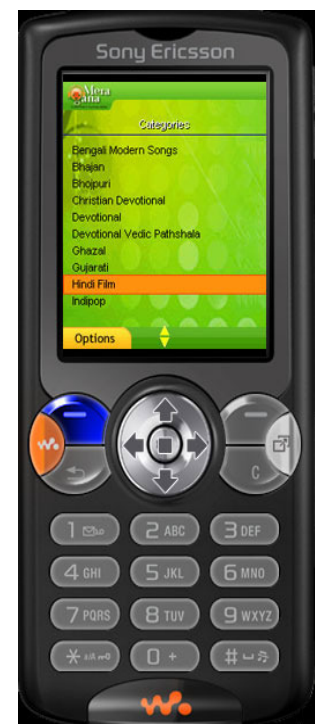 Sony Ericsson
Mera
gana
Categories
Bengali Modern Songs
Bhajan
Bhojpuri
Christian Devotional
Devotional
Devotional Vedic Pathshala
Ghazal
Gujarati
Hindi Film
Indipop
Options
C
1
2 ABC
3 DEF
4 GHI
5 JKL
6 MNO
7 PQRS
8 TUV
9 WXYZ
* a/A
0 +
#